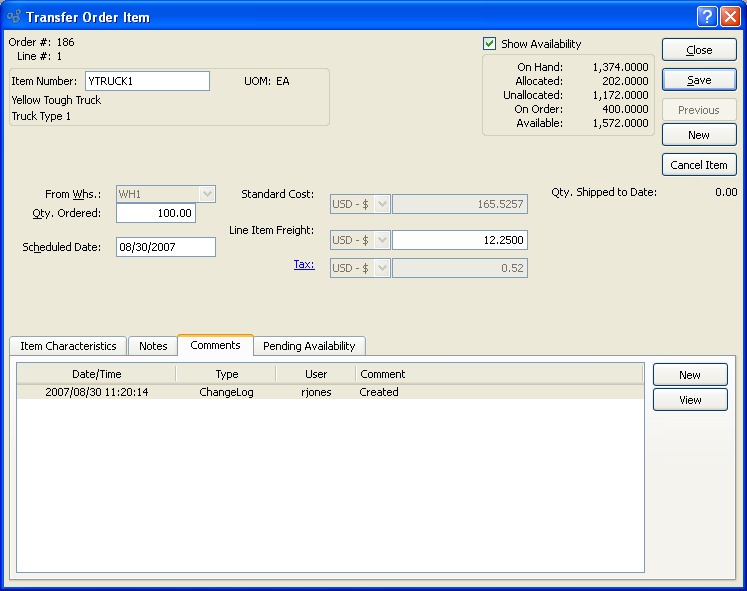 Transfer Order Item
Order #: 186
Line #: 1
Show Availability
Close
Item Number: YTRUCK1 UOM: EA
Yellow Tough Truck
Truck Type 1
On Hand: 1,374.0000
Allocated: 202.0000
Unallocated: 1,172.0000
On Order: 400.0000
Available: 1,572.0000
Save
Previous
New
Cancel Item
From Whs.: WH1
Standard Cost: USD - $ 165.5257
Qty. Shipped to Date: 0.00
Qty. Ordered: 100.00
Line Item Freight: USD - $ 12.2500
Scheduled Date: 08/30/2007
Tax: USD - $ 0.52
Item Characteristics Notes Comments Pending Availability
Date/Time Type User Comment
2007/08/30 11:20:14 ChangeLog rjones Created
New
View